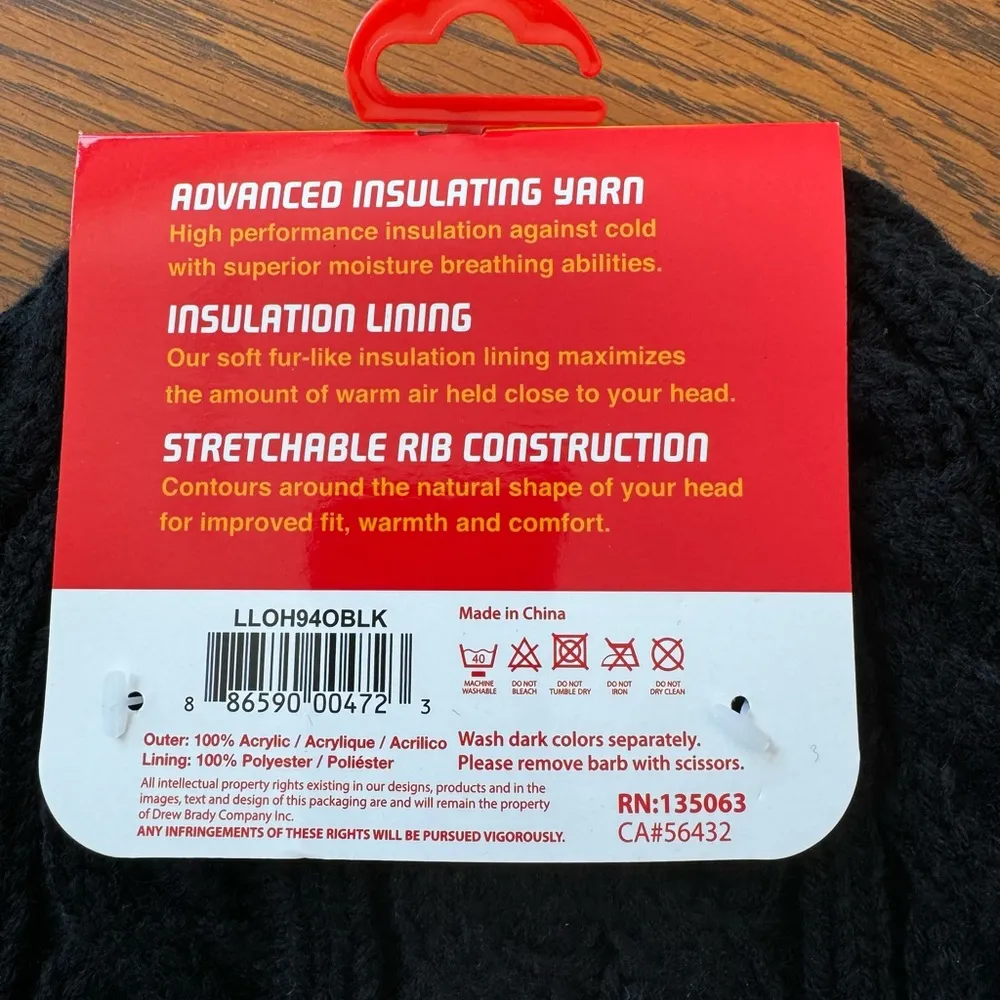 ADVANCED INSULATING YARN
High performance insulation against cold
with superior moisture breathing abilities.
INSULATION LINING
Our soft fur-like insulation lining maximizes
the amount of warm air held close to your head.
STRETCHABLE RIB CONSTRUCTION
Contours around the natural shape of your head
for improved fit, warmth and comfort.
LLOH94OBLK
8 86590 00472 3
Made in China
40
MACHINE WASHABLE
DO NOT BLEACH
DO NOT TUMBLE DRY
DO NOT IRON
DO NOT DRY CLEAN
Outer: 100% Acrylic / Acrylique / Acrilico
Lining: 100% Polyester / Poliéster
Wash dark colors separately.
Please remove barb with scissors.
All intellectual property rights existing in our designs, products and in the
images, text and design of this packaging are and will remain the property
of Drew Brady Company Inc.
ANY INFRINGEMENTS OF THESE RIGHTS WILL BE PURSUED VIGOROUSLY.
RN:135063
CA#56432
3